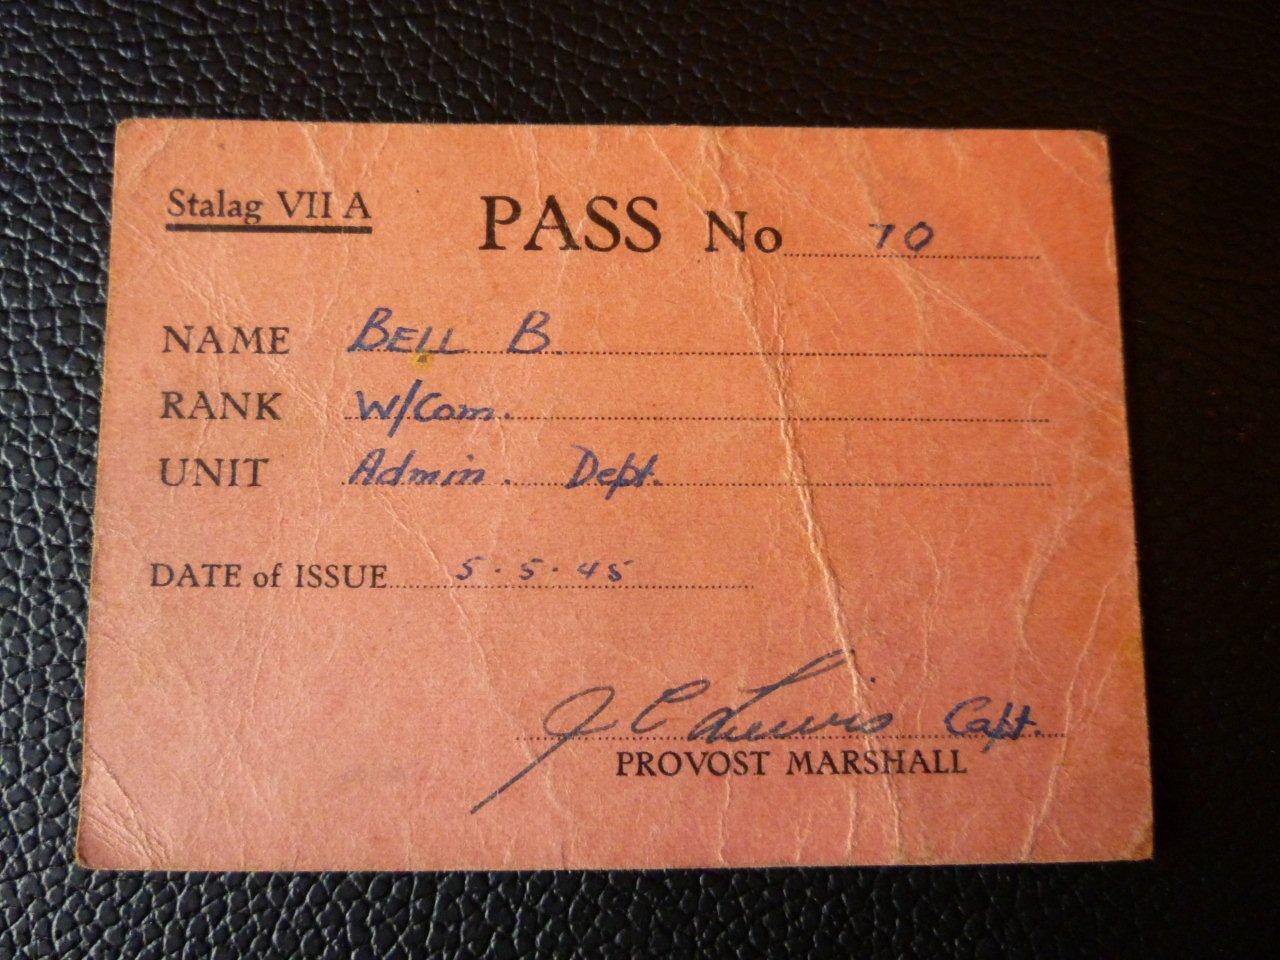 Stalag VII A
PASS No 70
NAME BELL B.
RANK W/Com.
UNIT Admin. Dept.
DATE of ISSUE 5.5.45
J C Lewis Capt.
PROVOST MARSHALL